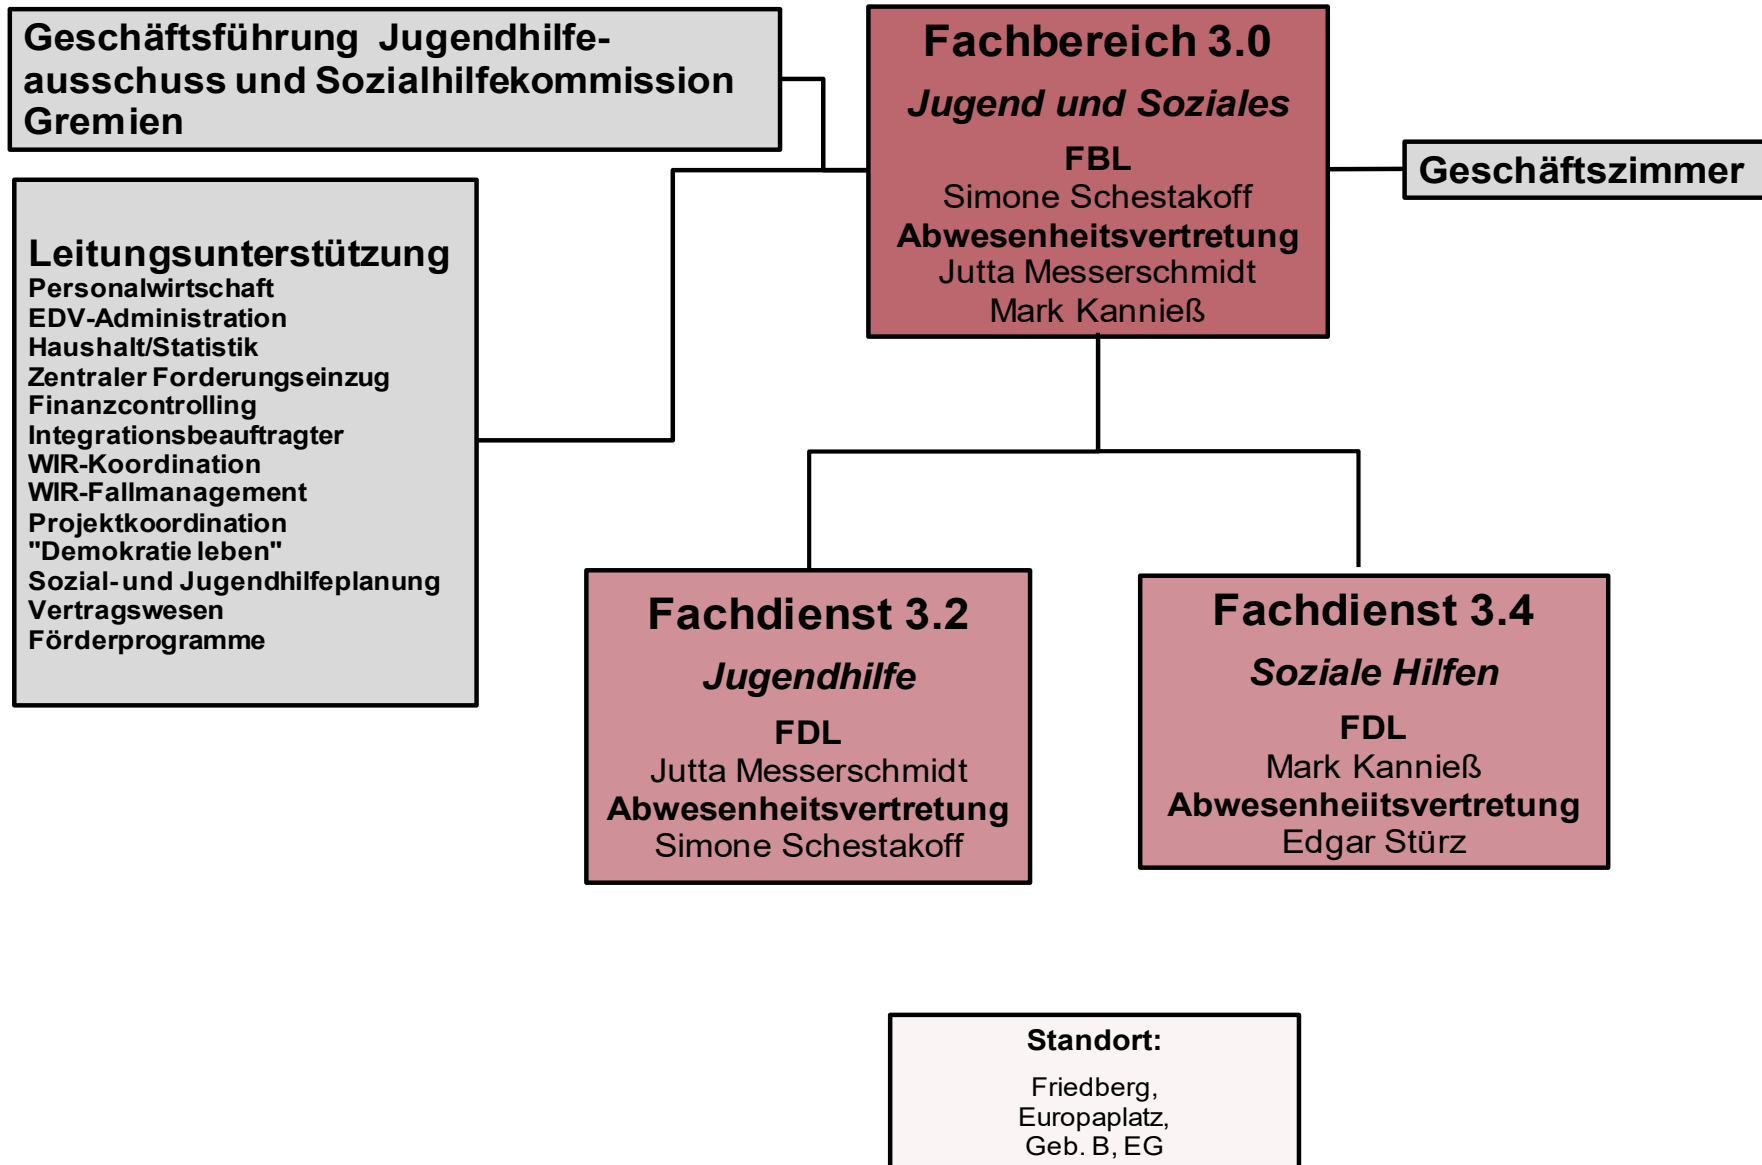 Geschäftsführung Jugendhilfe-
ausschuss und Sozialhilfekommission
Gremien
Fachbereich 3.0
Jugend und Soziales
FBL
Simone Schestakoff
Abwesenheitsvertretung
Jutta Messerschmidt
Mark Kannieß
Geschäftszimmer
Leitungsunterstützung
Personalwirtschaft
EDV-Administration
Haushalt/Statistik
Zentraler Forderungseinzug
Finanzcontrolling
Integrationsbeauftragter
WIR-Koordination
WIR-Fallmanagement
Projektkoordination
"Demokratie leben"
Sozial- und Jugendhilfeplanung
Vertragswesen
Förderprogramme
Fachdienst 3.2
Jugendhilfe
FDL
Jutta Messerschmidt
Abwesenheitsvertretung
Simone Schestakoff
Fachdienst 3.4
Soziale Hilfen
FDL
Mark Kannieß
Abwesenheiitsvertretung
Edgar Stürz
Standort:
Friedberg,
Europaplatz,
Geb. B, EG